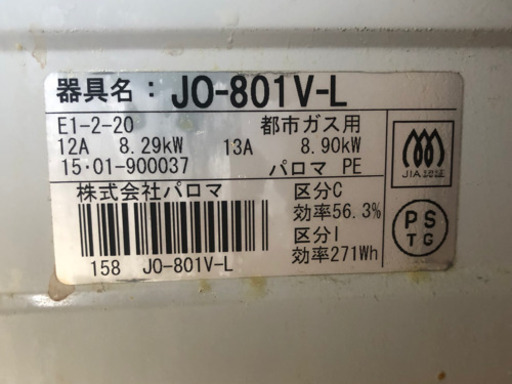 器具名：JO-801V-L
E1-2-20 都市ガス用
12A 8.29kW 13A 8.90kW
15·01-900037 パロマ PE
株式会社パロマ
区分C
効率56.3%
区分I
効率271Wh
158 JO-801V-L
JIA認証
PS
TG